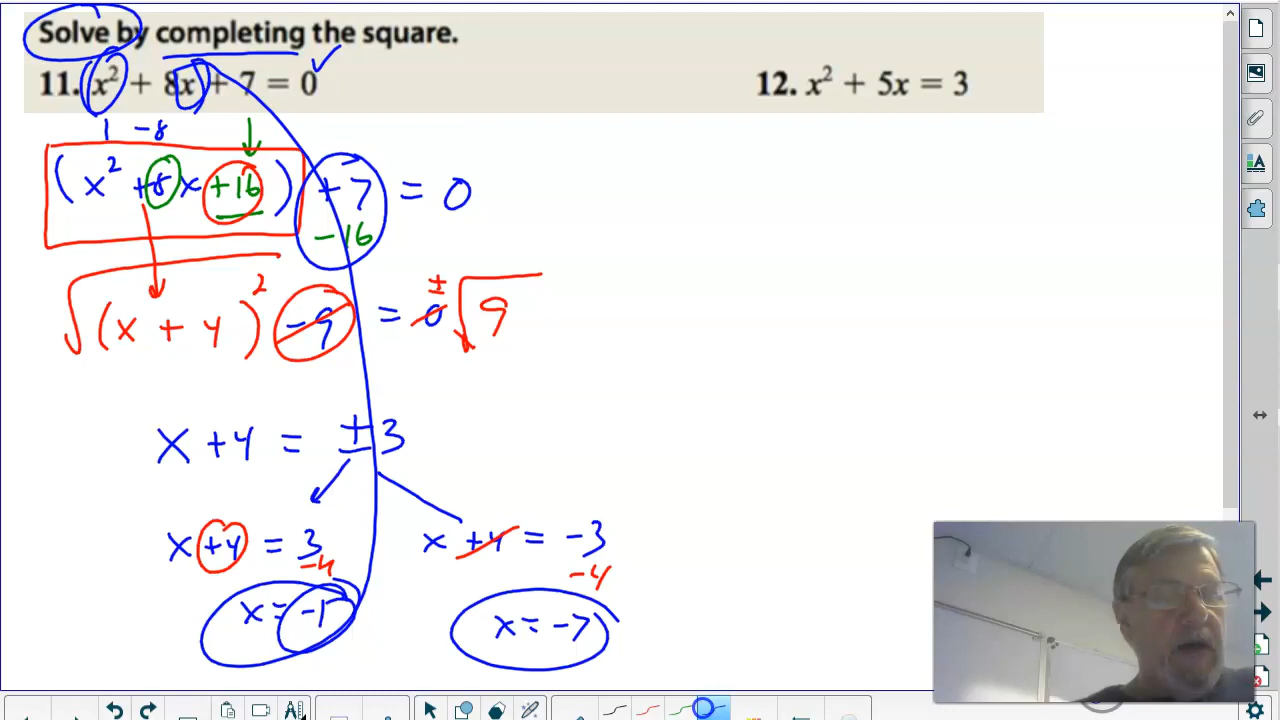 Solve by completing the square.
11. x² + 8x + 7 = 0
12. x² + 5x = 3
1 -8
(x² +8x +16) +7 = 0
-16
√(x + 4)² -9 = 0 ± √9
x +4 = ±3
x +4 = 3
-4
x +4 = -3
-4
x = -1
x = -7